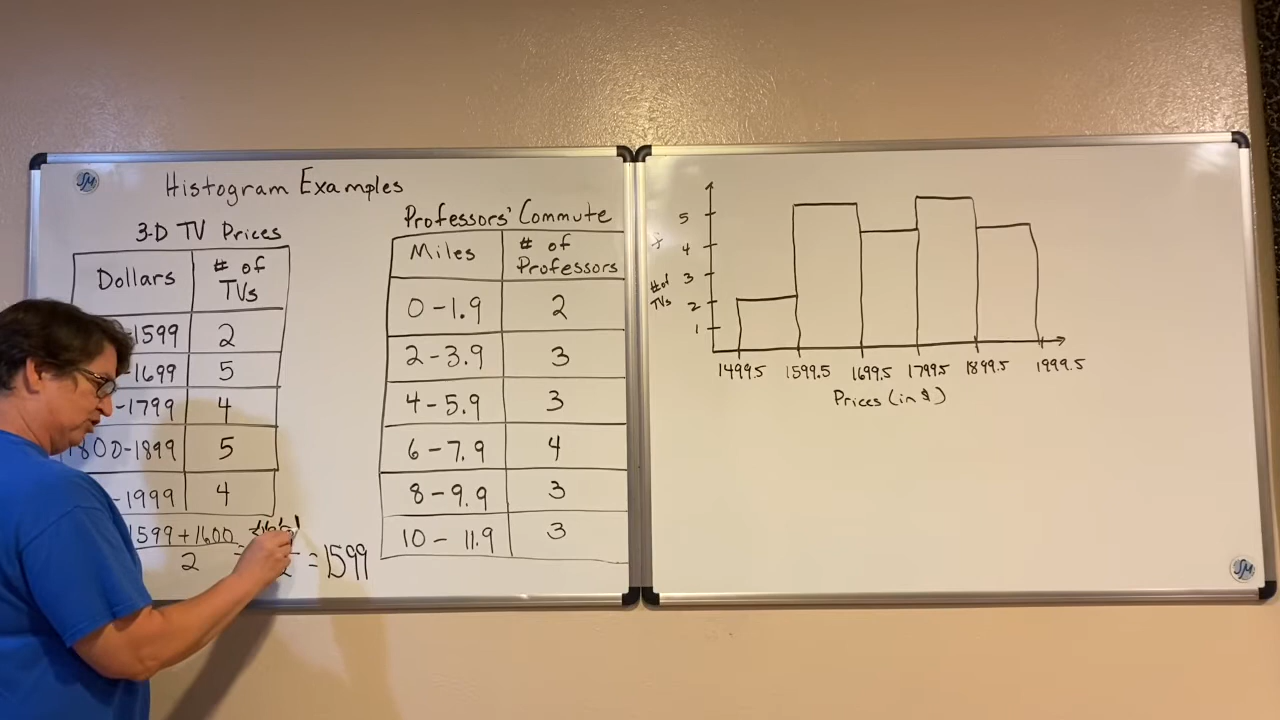 SM
Histogram Examples
3-D TV Prices
Dollars
# of
TVs
-1599
2
-1699
5
-1799
4
1800-1899
5
-1999
4
1599+1600
2
=
2
=1599
Professors' Commute
Miles
# of
Professors
0-1.9
2
2-3.9
3
4-5.9
3
6-7.9
4
8-9.9
3
10-11.9
3
5
4
3
2
1
# of
TVs
1499.5
1599.5
1699.5
1799.5
1899.5
1999.5
Prices (in $)
SM